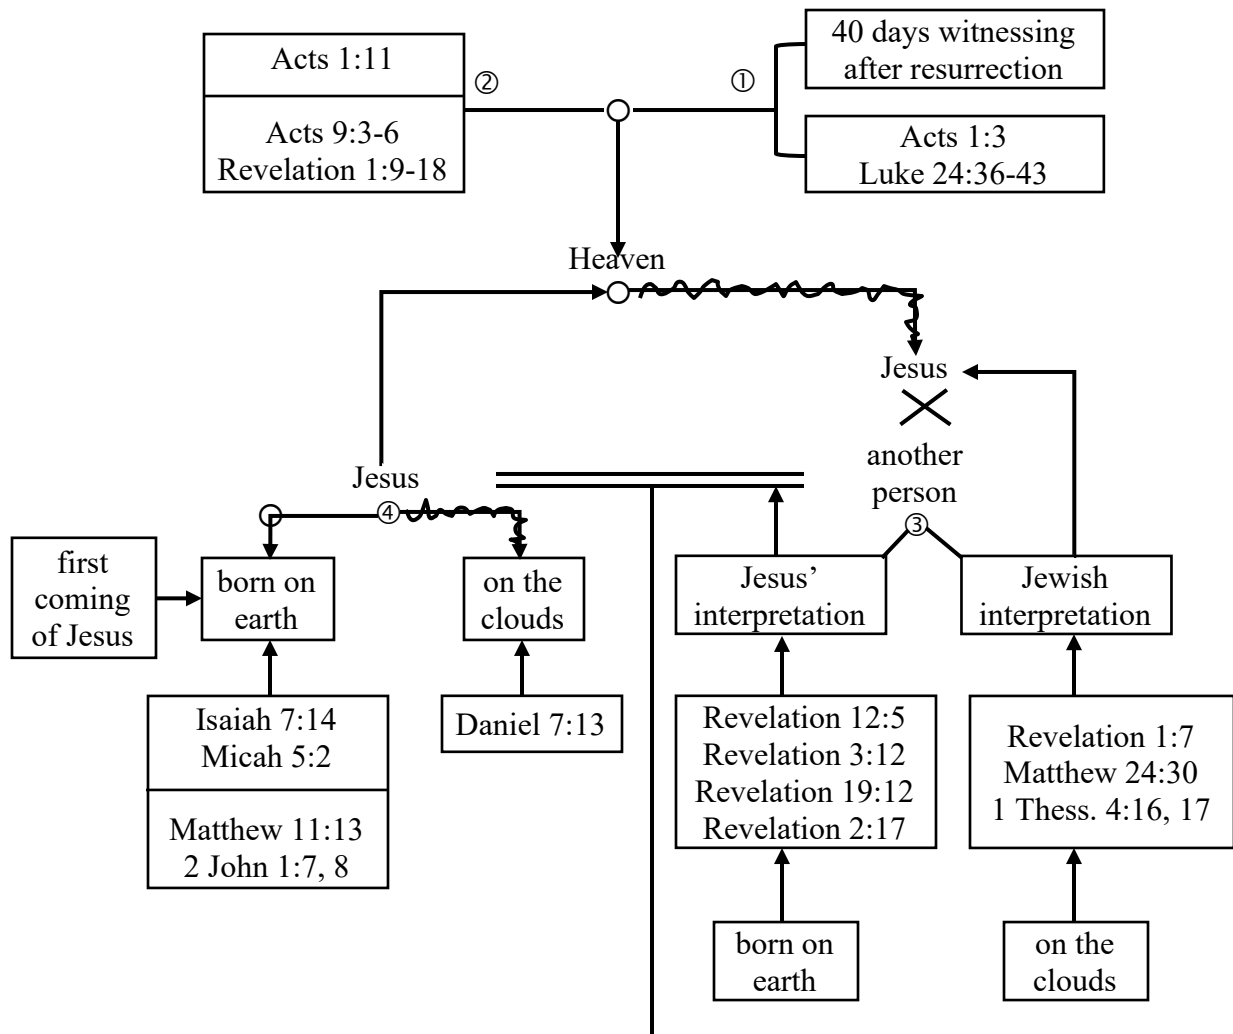 Acts 1:11
Acts 9:3-6
Revelation 1:9-18
②
①
40 days witnessing
after resurrection
Acts 1:3
Luke 24:36-43
Heaven
Jesus
another
person
③
Jesus
④
first
coming
of Jesus
born on
earth
on the
clouds
Isaiah 7:14
Micah 5:2
Matthew 11:13
2 John 1:7, 8
Daniel 7:13
Jesus’
interpretation
Jewish
interpretation
Revelation 12:5
Revelation 3:12
Revelation 19:12
Revelation 2:17
Revelation 1:7
Matthew 24:30
1 Thess. 4:16, 17
born on
earth
on the
clouds